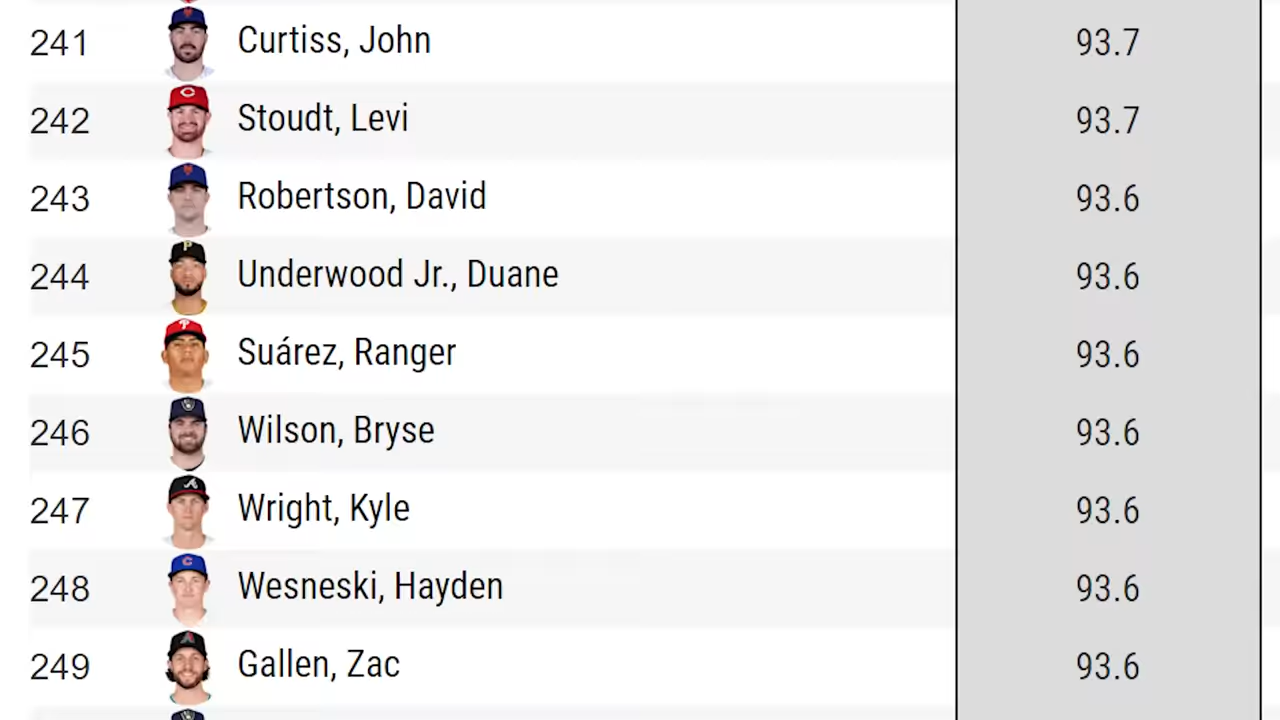 241 Curtiss, John 93.7
242 Stoudt, Levi 93.7
243 Robertson, David 93.6
244 Underwood Jr., Duane 93.6
245 Suárez, Ranger 93.6
246 Wilson, Bryse 93.6
247 Wright, Kyle 93.6
248 Wesneski, Hayden 93.6
249 Gallen, Zac 93.6